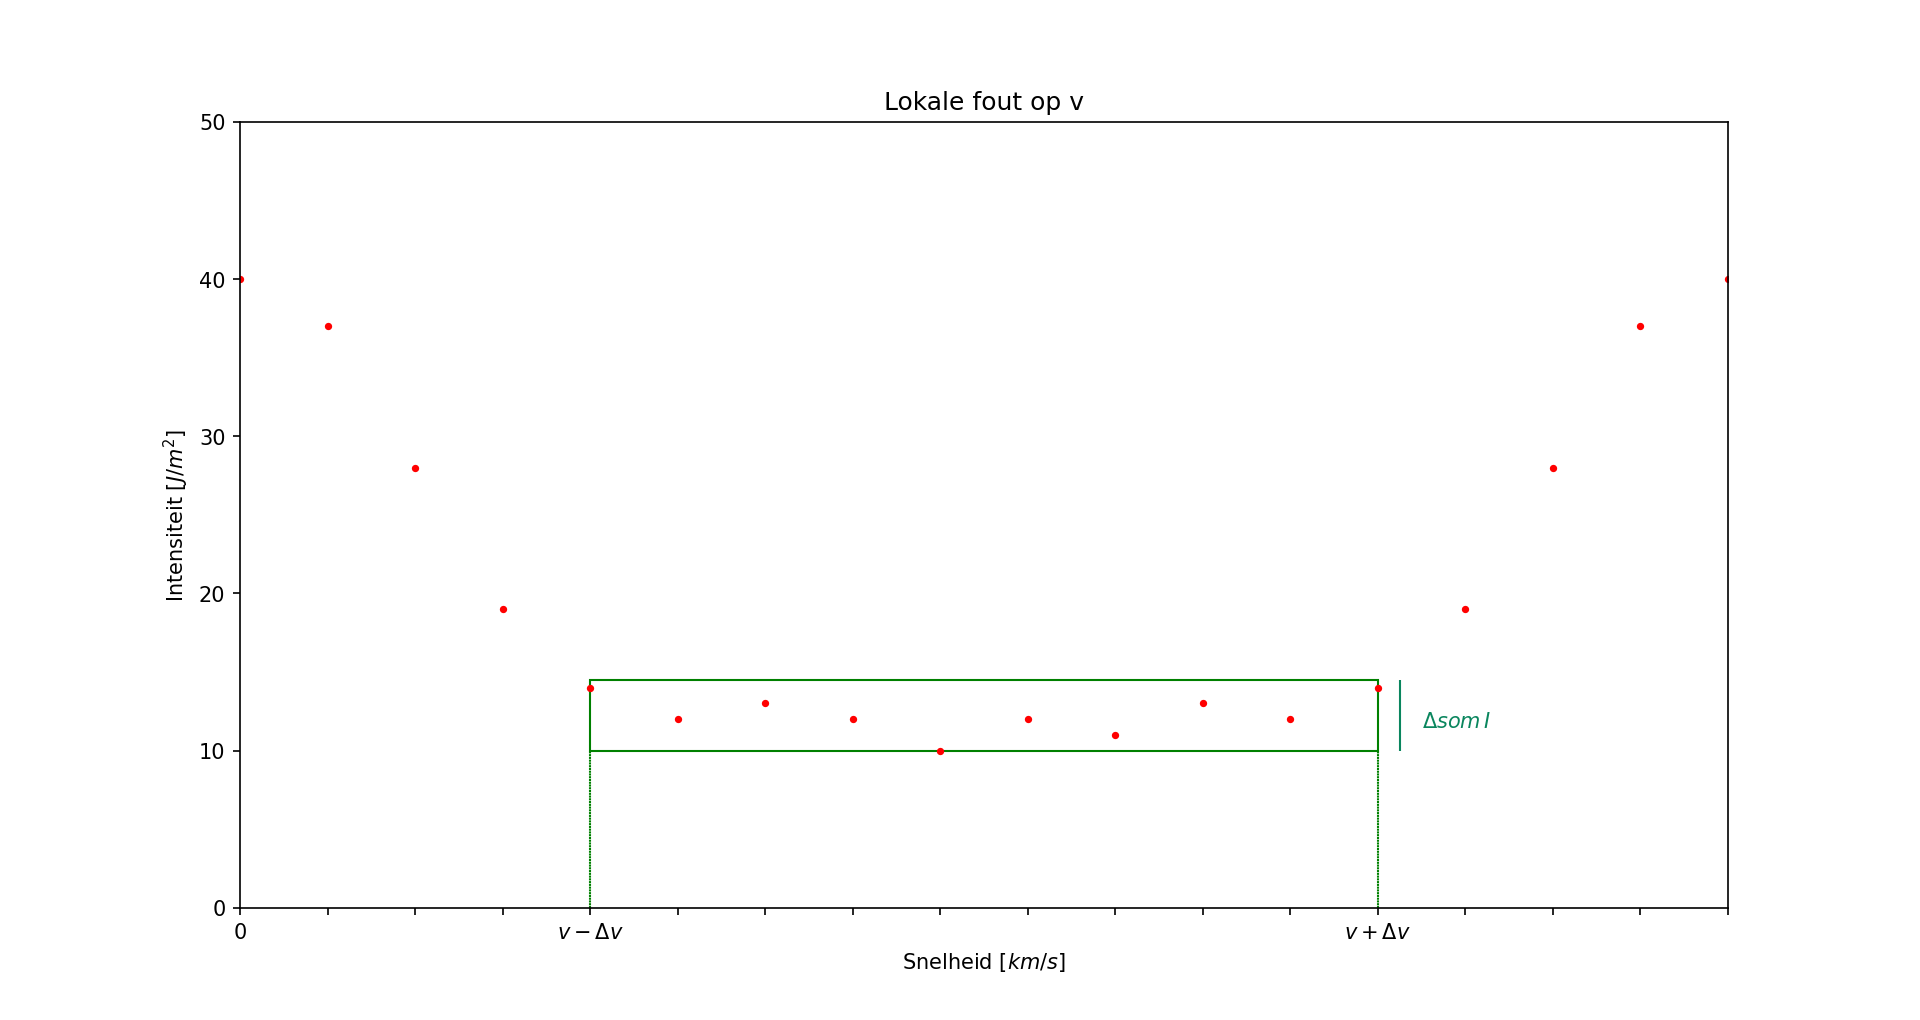 Lokale fout op v
50
40
30
20
10
0
Intensiteit [J/m²]
Δsom I
0
v − Δv
v + Δv
Snelheid [km/s]